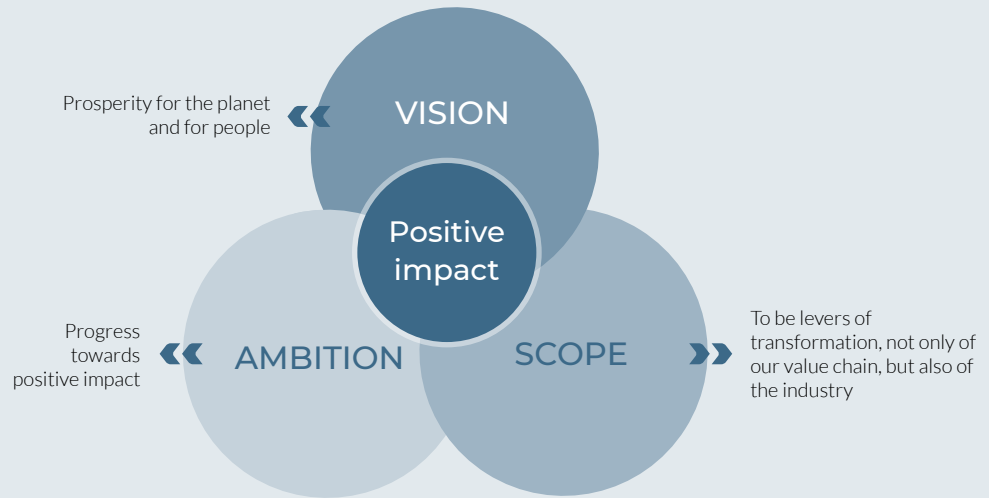 Prosperity for the planet
and for people
VISION
Positive
impact
Progress
towards
positive impact
AMBITION
SCOPE
To be levers of
transformation, not only of
our value chain, but also of
the industry